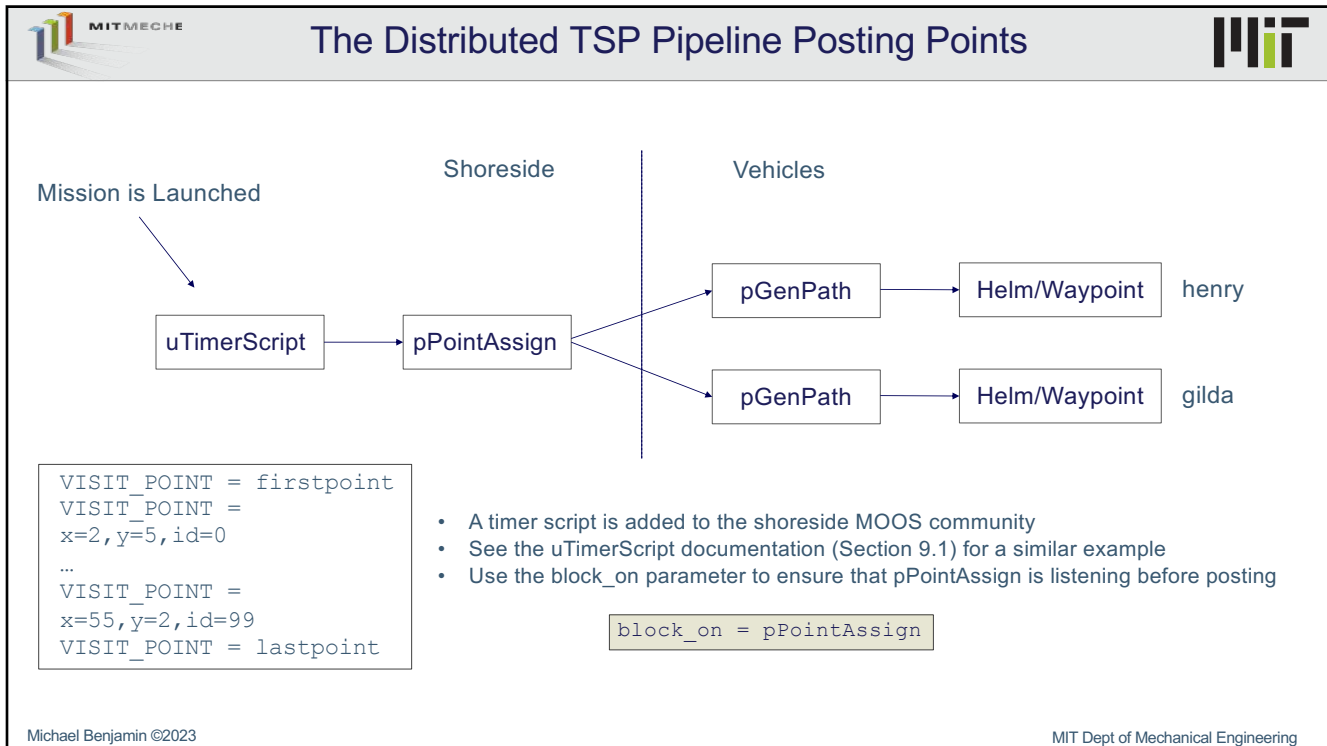 MITMECHE
The Distributed TSP Pipeline Posting Points
Shoreside
Vehicles
Mission is Launched
uTimerScript
pPointAssign
pGenPath
Helm/Waypoint
henry
pGenPath
Helm/Waypoint
gilda
VISIT_POINT = firstpoint
VISIT_POINT =
x=2,y=5,id=0
…
VISIT_POINT =
x=55,y=2,id=99
VISIT_POINT = lastpoint
• A timer script is added to the shoreside MOOS community
• See the uTimerScript documentation (Section 9.1) for a similar example
• Use the block_on parameter to ensure that pPointAssign is listening before posting
block_on = pPointAssign
Michael Benjamin ©2023
MIT Dept of Mechanical Engineering